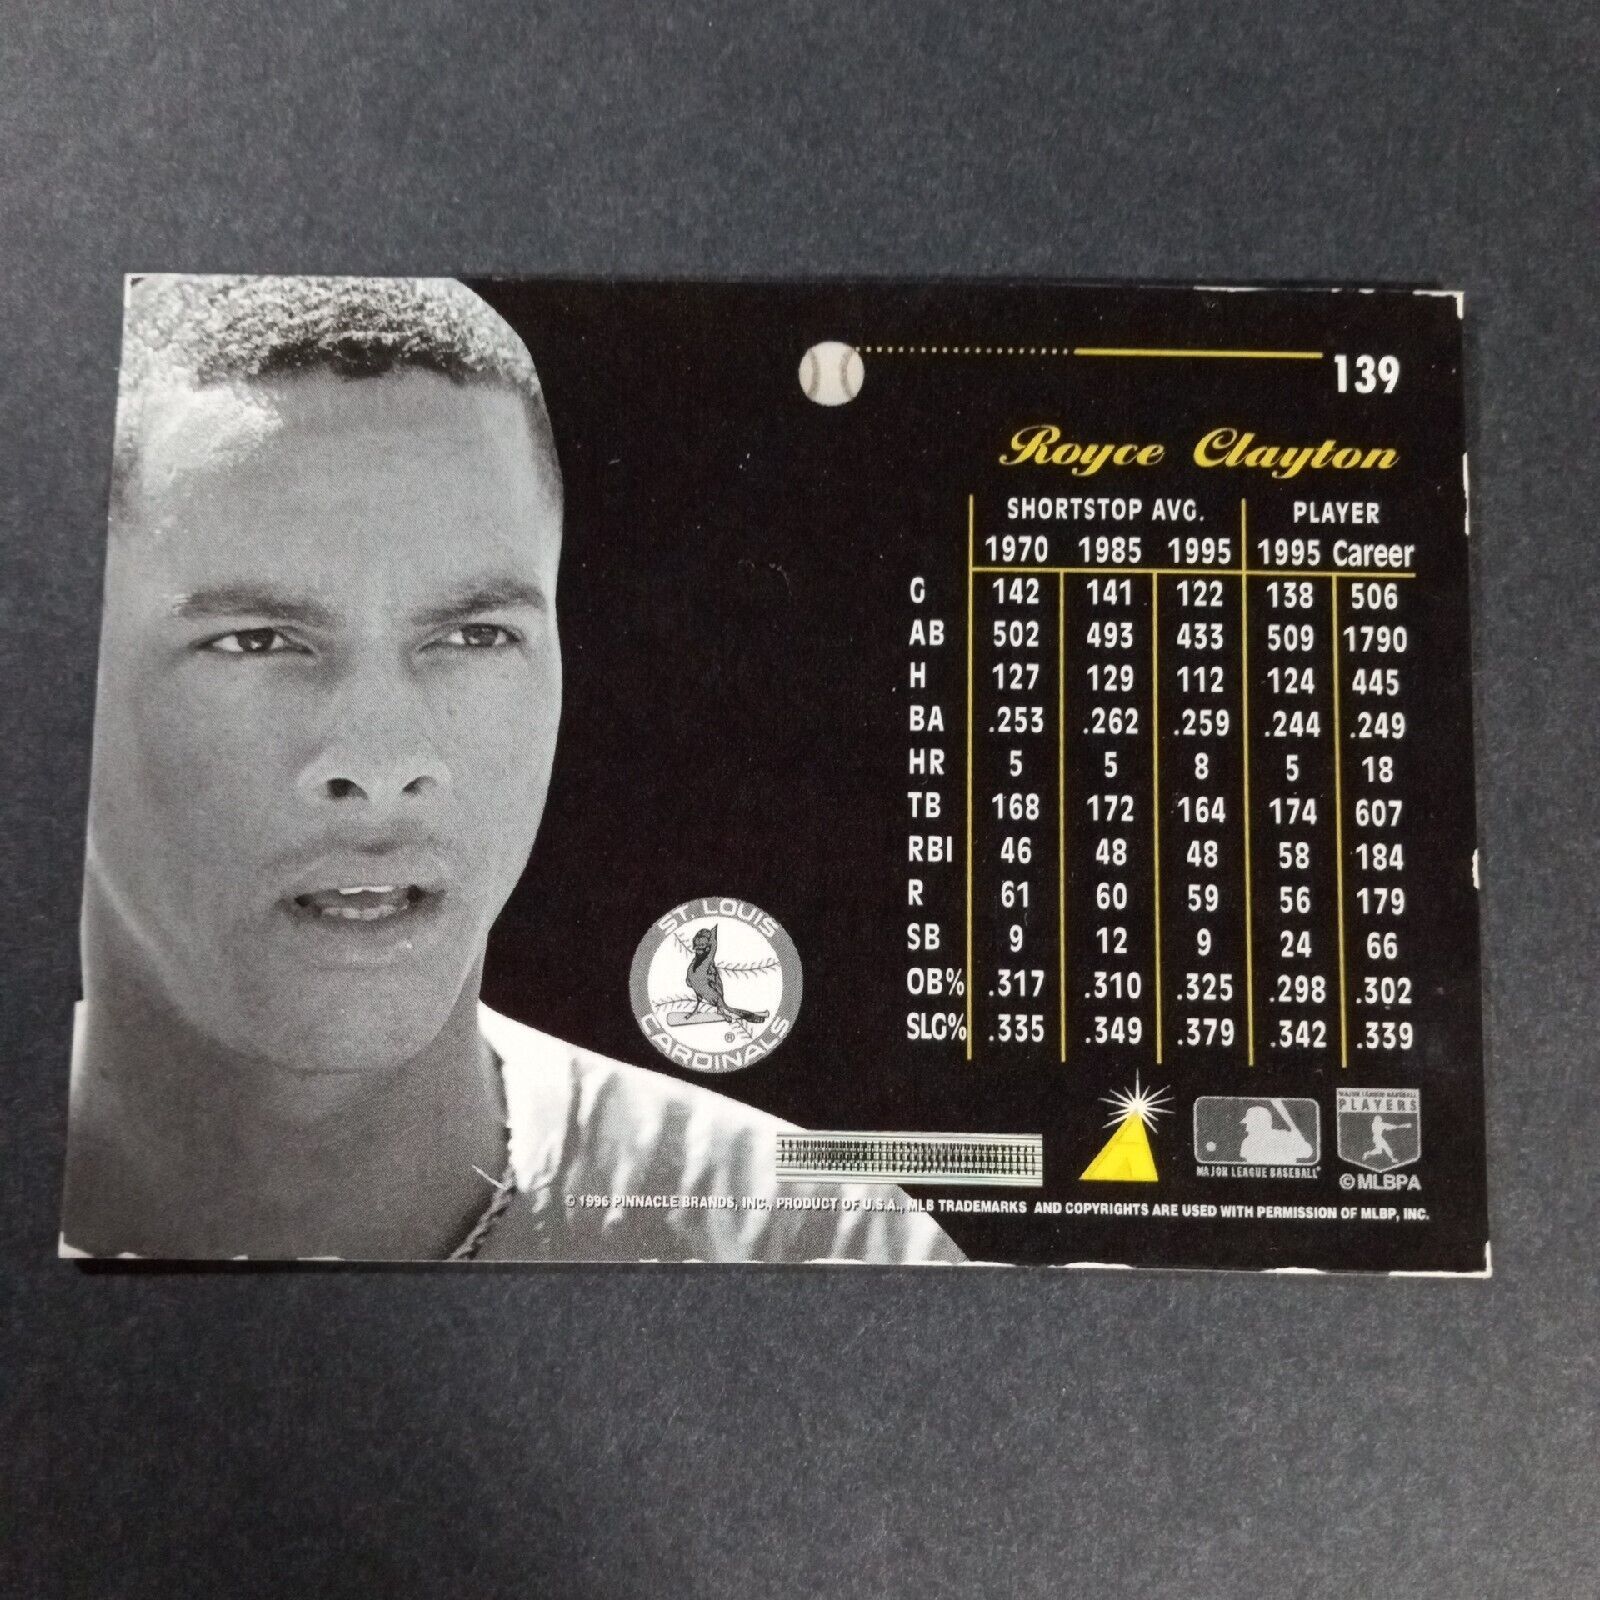 139
Royce Clayton
SHORTSTOP AVG. PLAYER
1970 1985 1995 1995 Career
G 142 141 122 138 506
AB 502 493 433 509 1790
H 127 129 112 124 445
BA .253 .262 .259 .244 .249
HR 5 5 8 5 18
TB 168 172 164 174 607
RBI 46 48 48 58 184
R 61 60 59 56 179
SB 9 12 9 24 66
OB% .317 .310 .325 .298 .302
SLG% .335 .349 .379 .342 .339
ST. LOUIS
CARDINALS
®
MAJOR LEAGUE BASEBALL
PLAYERS
MAJOR LEAGUE BASEBALL®
©MLBPA
© 1996 PINNACLE BRANDS, INC., PRODUCT OF U.S.A., MLB TRADEMARKS AND COPYRIGHTS ARE USED WITH PERMISSION OF MLBP, INC.